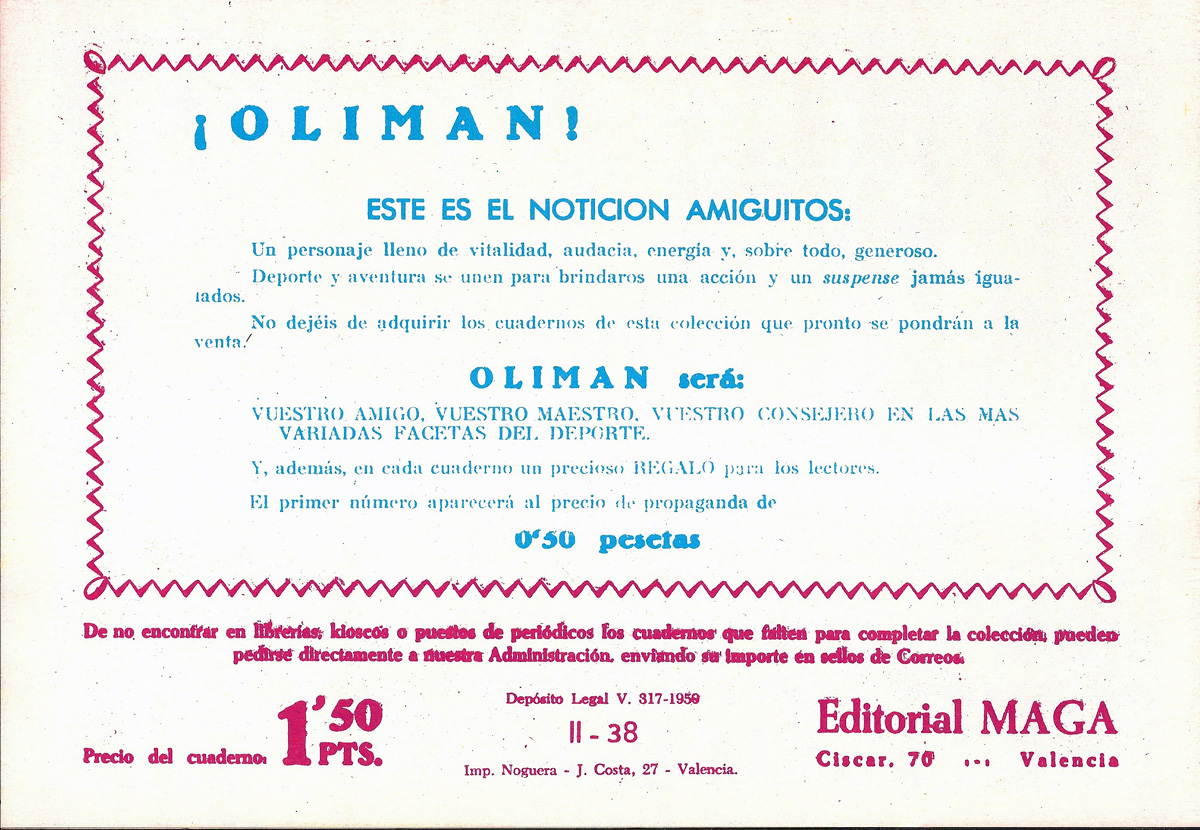 ¡OLIMAN!
ESTE ES EL NOTICION AMIGUITOS:
Un personaje lleno de vitalidad, audacia, energía y, sobre todo, generoso.
Deporte y aventura se unen para brindaros una acción y un suspense jamás igua-
lados.
No dejéis de adquirir los cuadernos de esta colección que pronto se pondrán a la
venta.
OLIMAN será:
VUESTRO AMIGO, VUESTRO MAESTRO, VUESTRO CONSEJERO EN LAS MAS
VARIADAS FACETAS DEL DEPORTE.
Y, además, en cada cuaderno un precioso REGALO para los lectores.
El primer número aparecerá al precio de propaganda de
0'50 pesetas
De no encontrar en librerías, kioscos o puestos de periódicos los cuadernos que falten para completar la colección, pueden
pedirse directamente a nuestra Administración, enviando su importe en sellos de Correos.
Precio del cuaderno: 1'50 PTS.
Depósito Legal V. 317-1959
II - 38
Imp. Noguera - J. Costa, 27 - Valencia.
Editorial MAGA
Ciscar, 70 --- Valencia